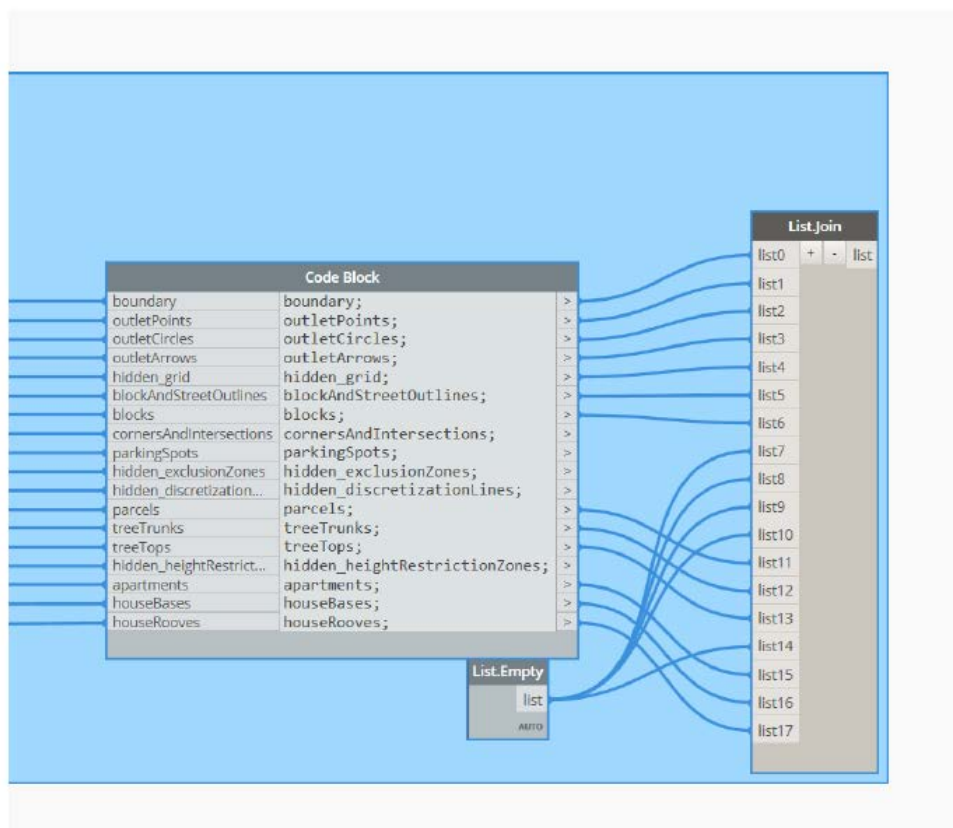 List.Join
list0 + - list
list1
list2
list3
list4
list5
list6
list7
list8
list9
list10
list11
list12
list13
list14
list15
list16
list17
Code Block
boundary boundary; >
outletPoints outletPoints; >
outletCircles outletCircles; >
outletArrows outletArrows; >
hidden_grid hidden_grid; >
blockAndStreetOutlines blockAndStreetOutlines; >
blocks blocks; >
cornersAndIntersections cornersAndIntersections; >
parkingSpots parkingSpots; >
hidden_exclusionZones hidden_exclusionZones; >
hidden_discretization... hidden_discretizationLines; >
parcels parcels; >
treeTrunks treeTrunks; >
treeTops treeTops; >
hidden_heightRestrict... hidden_heightRestrictionZones; >
apartments apartments; >
houseBases houseBases; >
houseRooves houseRooves; >
List.Empty
list
AUTO